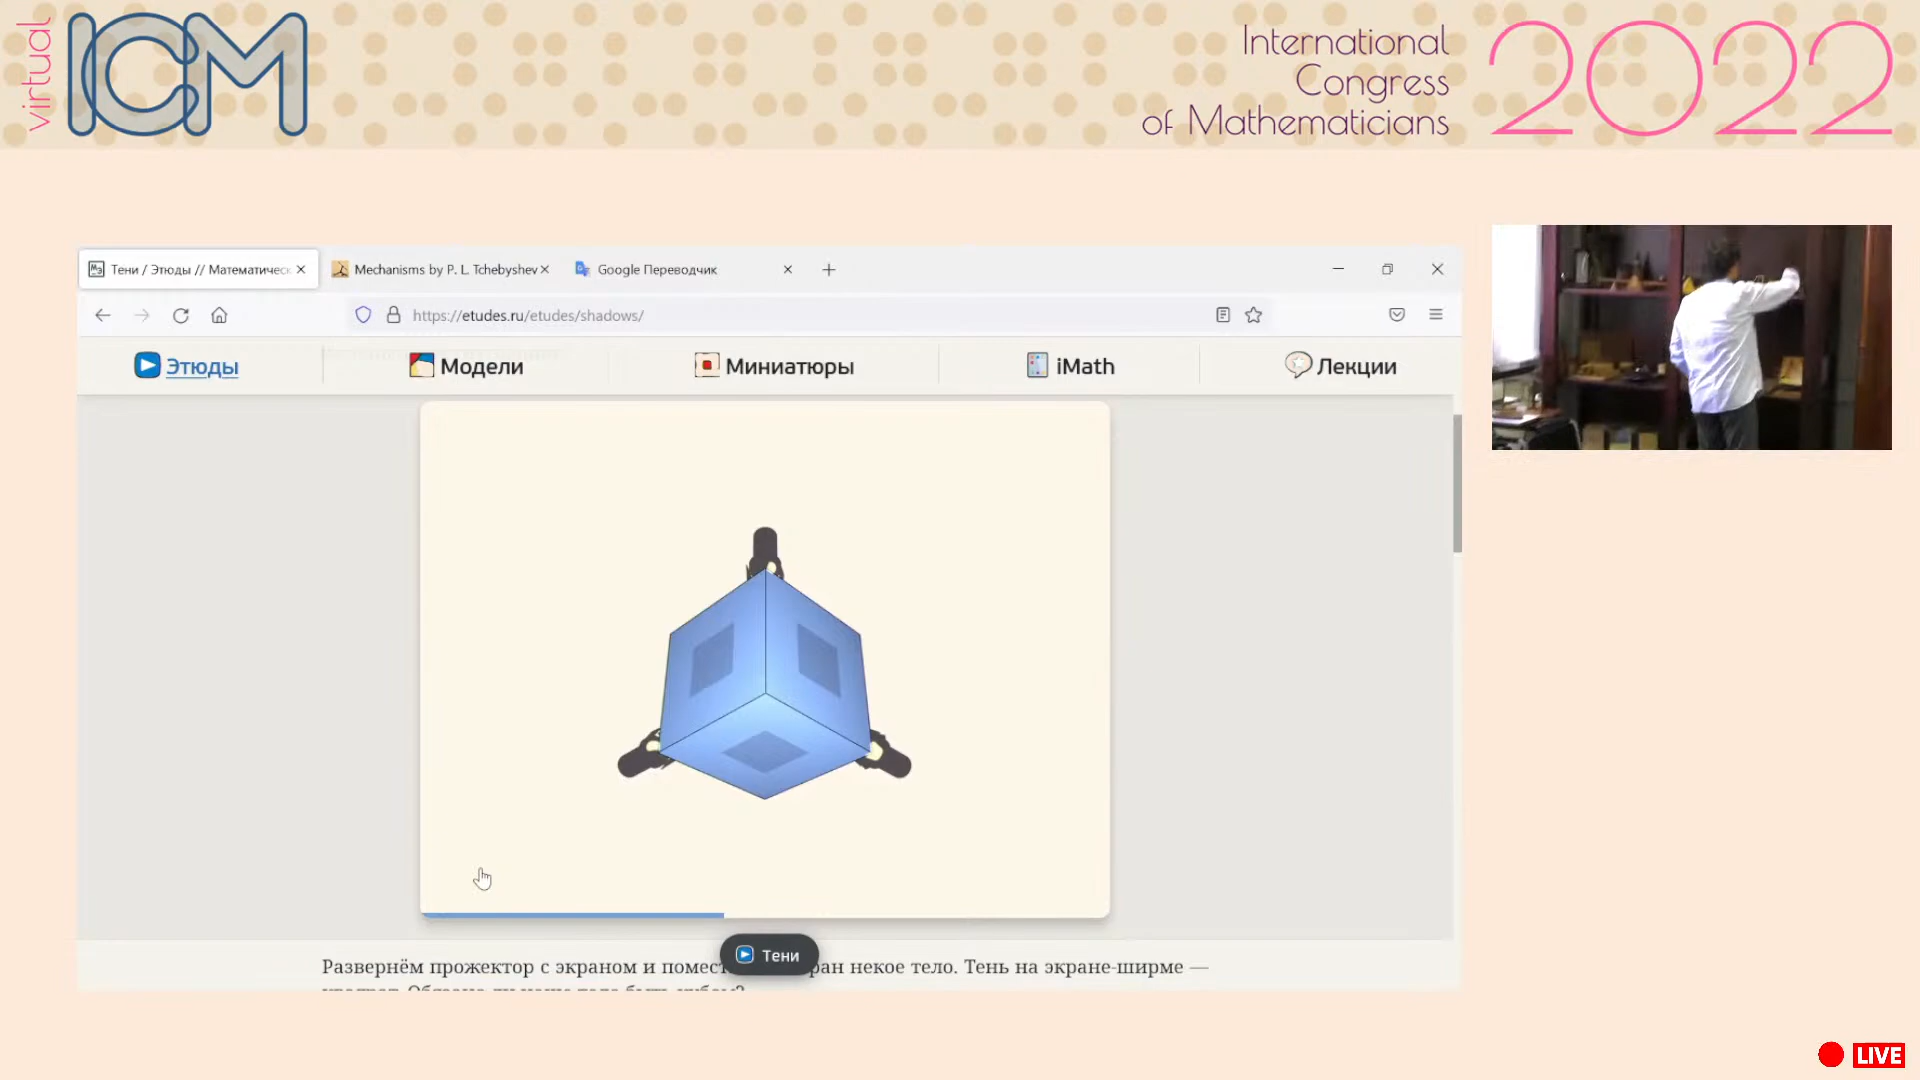 virtual
ICM
International
Congress
of Mathematicians
2022
Тени / Этюды // Математичес
Mechanisms by P. L. Tchebyshev
Google Переводчик
https://etudes.ru/etudes/shadows/
Этюды
Модели
Миниатюры
iMath
Лекции
Тени
Развернём прожектор с экраном и помест ран некое тело. Тень на экране-ширме —
LIVE